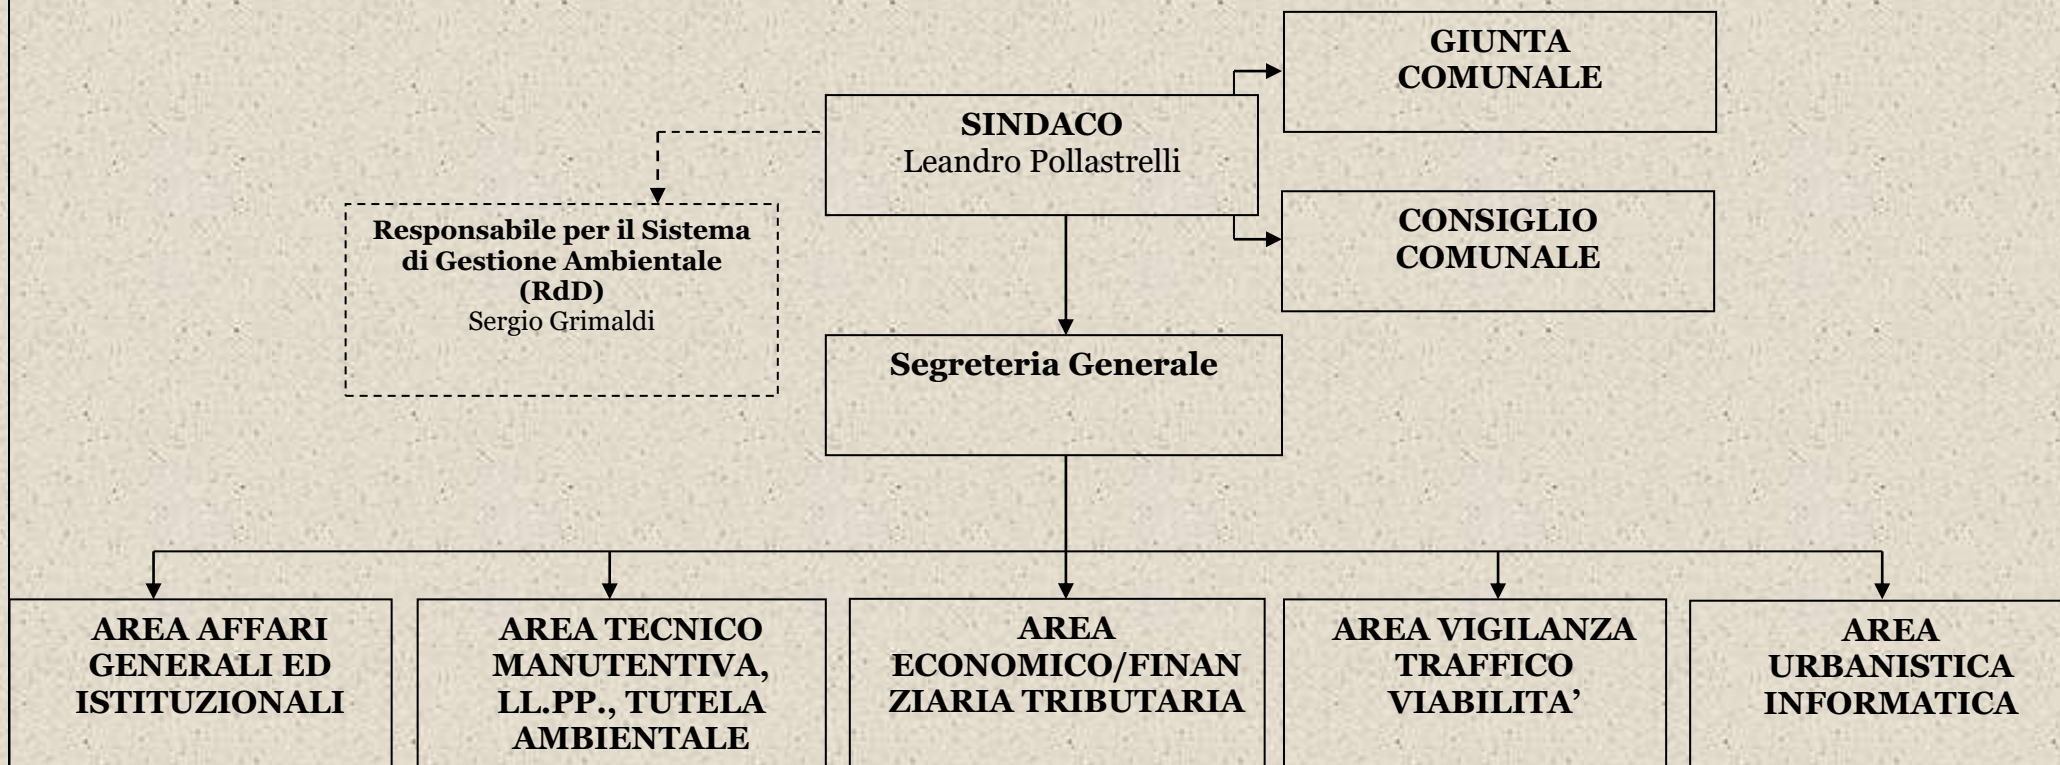 GIUNTA
COMUNALE
SINDACO
Leandro Pollastrelli
CONSIGLIO
COMUNALE
Responsabile per il Sistema
di Gestione Ambientale
(RdD)
Sergio Grimaldi
Segreteria Generale
AREA AFFARI
GENERALI ED
ISTITUZIONALI
AREA TECNICO
MANUTENTIVA,
LL.PP., TUTELA
AMBIENTALE
AREA
ECONOMICO/FINAN
ZIARIA TRIBUTARIA
AREA VIGILANZA
TRAFFICO
VIABILITA’
AREA
URBANISTICA
INFORMATICA